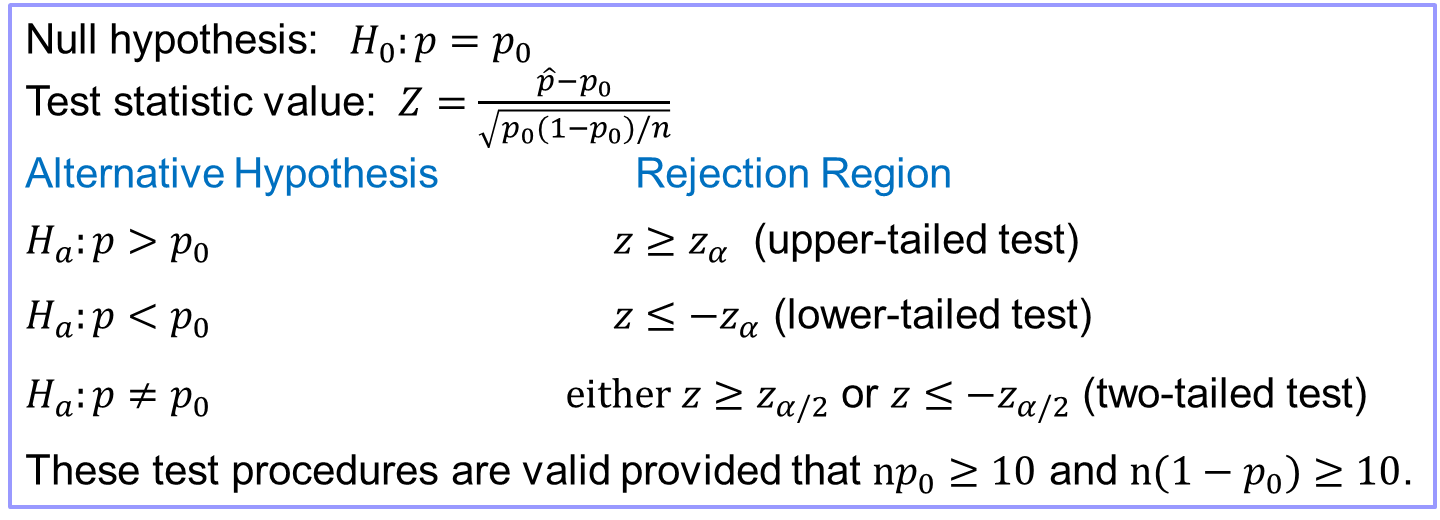 Null hypothesis: H₀: p = p₀
Test statistic value: Z = (p̂−p₀)/√(p₀(1−p₀)/n)
Alternative Hypothesis Rejection Region
Hₐ: p > p₀ z ≥ z_α (upper-tailed test)
Hₐ: p < p₀ z ≤ −z_α (lower-tailed test)
Hₐ: p ≠ p₀ either z ≥ z_α/2 or z ≤ −z_α/2 (two-tailed test)
These test procedures are valid provided that np₀ ≥ 10 and n(1 − p₀) ≥ 10.